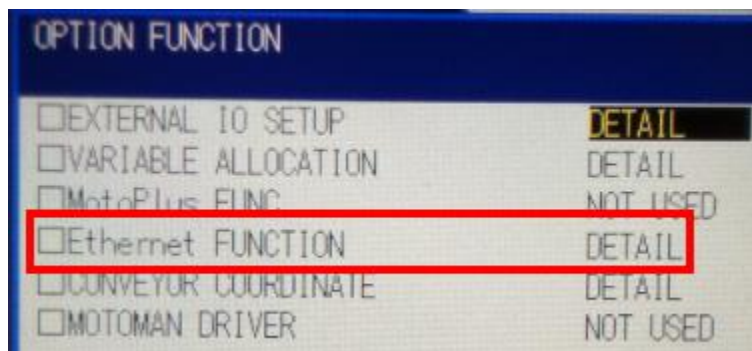 OPTION FUNCTION
□EXTERNAL IO SETUP DETAIL
□VARIABLE ALLOCATION DETAIL
□MotoPlus FUNC NOT USED
□Ethernet FUNCTION DETAIL
□CONVEYOR COORDINATE DETAIL
□MOTOMAN DRIVER NOT USED